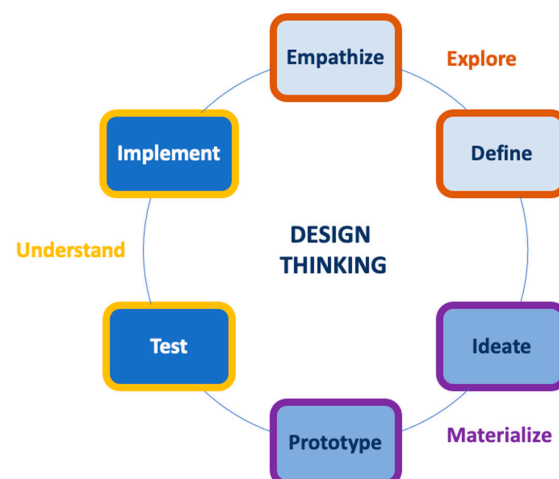 Empathize
Explore
Implement
Define
Understand
DESIGN
THINKING
Test
Ideate
Prototype
Materialize